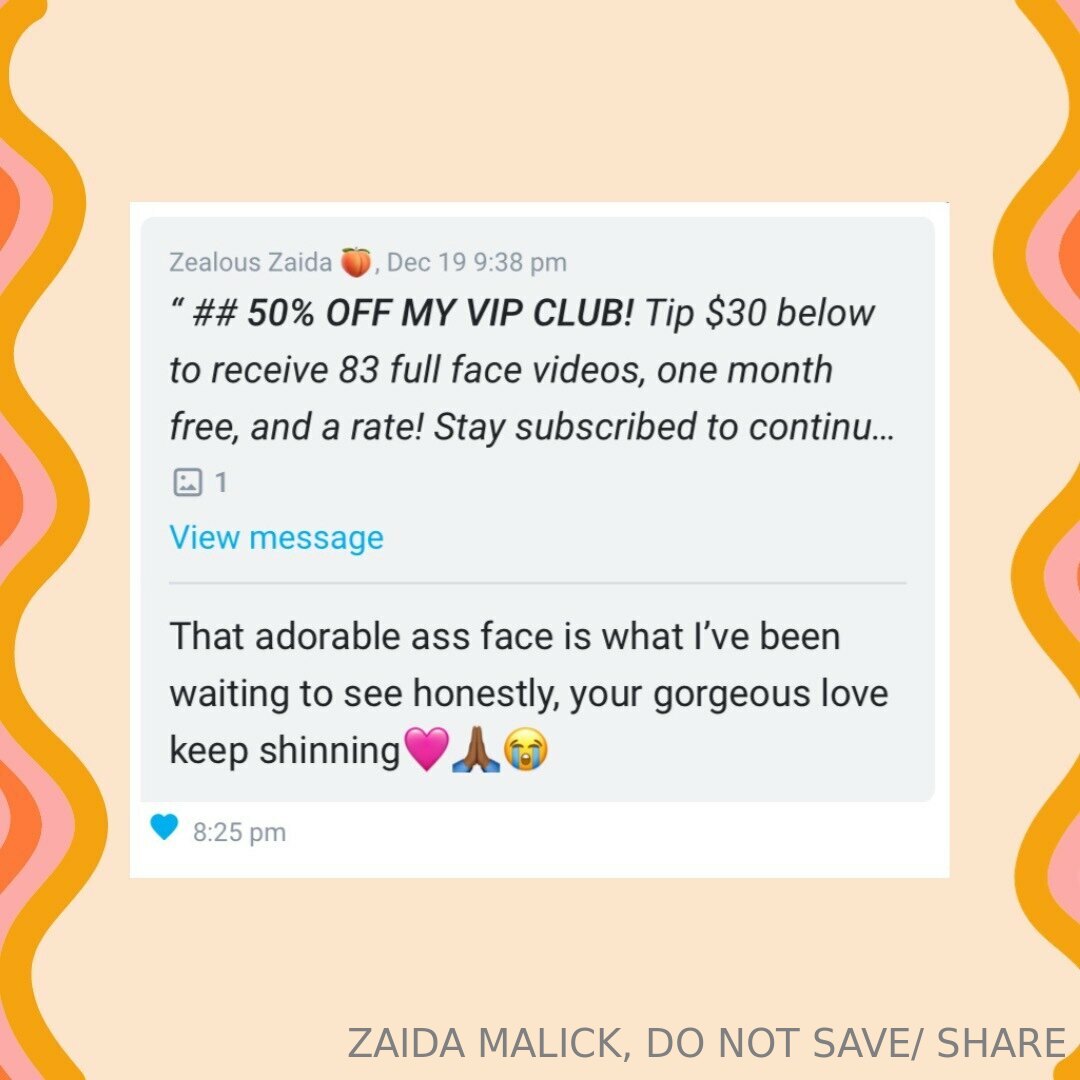 Zealous Zaida 🍑, Dec 19 9:38 pm
“ ## 50% OFF MY VIP CLUB! Tip $30 below
to receive 83 full face videos, one month
free, and a rate! Stay subscribed to continu...
1
View message
That adorable ass face is what I’ve been
waiting to see honestly, your gorgeous love
keep shinning🩷🙏🏾😭
8:25 pm
ZAIDA MALICK, DO NOT SAVE/ SHARE